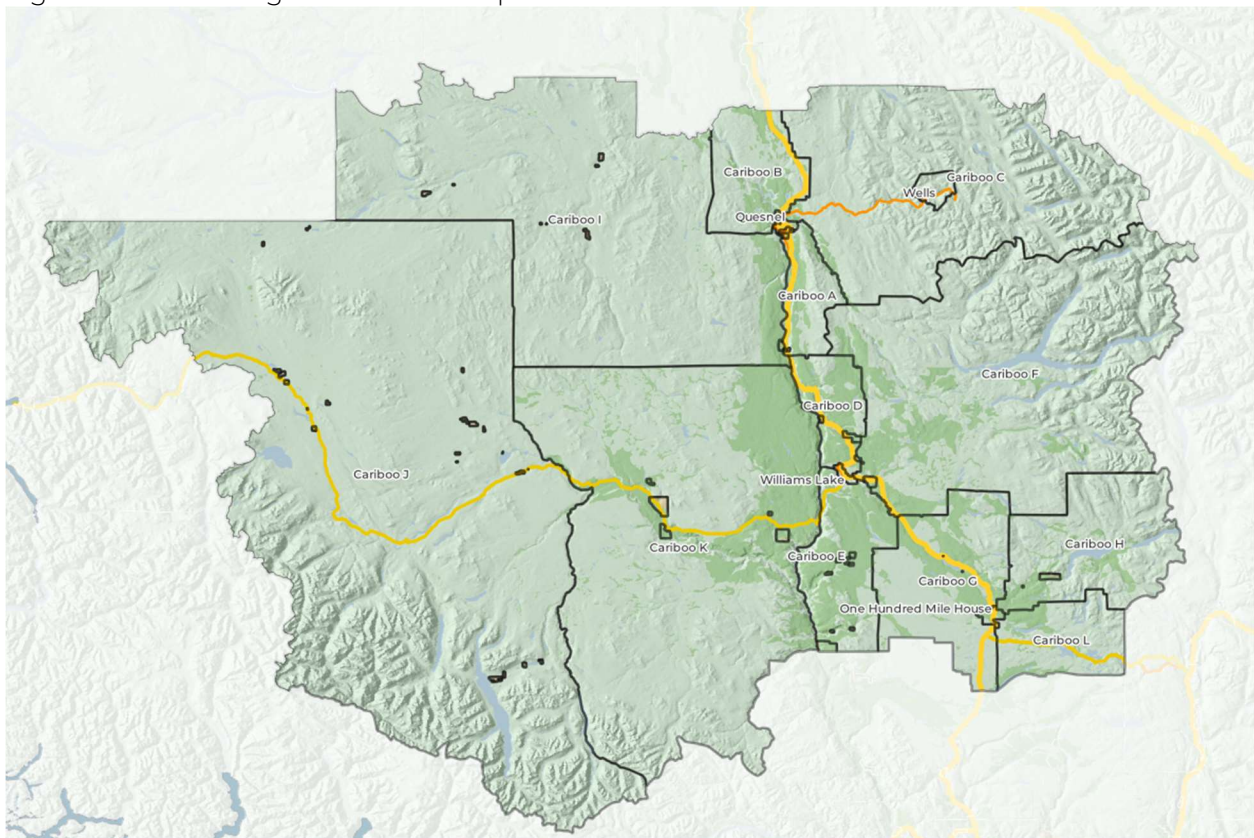 Cariboo B
Cariboo C
Wells
Quesnel
Cariboo I
Cariboo A
Cariboo F
Cariboo D
Cariboo J
Williams Lake
Cariboo K
Cariboo E
Cariboo H
Cariboo G
One Hundred Mile House
Cariboo L